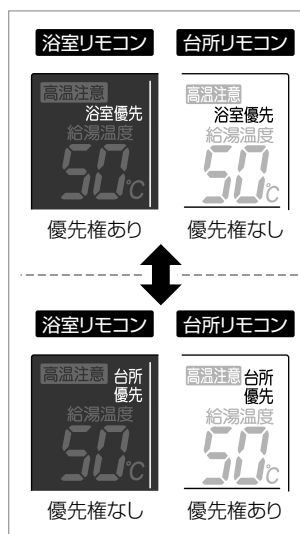 浴室リモコン 台所リモコン
高温注意 高温注意
浴室優先 浴室優先
給湯温度 給湯温度
50℃ 50℃
優先権あり 優先権なし
浴室リモコン 台所リモコン
高温注意 台所 高温注意 台所
優先 優先
給湯温度 給湯温度
50℃ 50℃
優先権なし 優先権あり